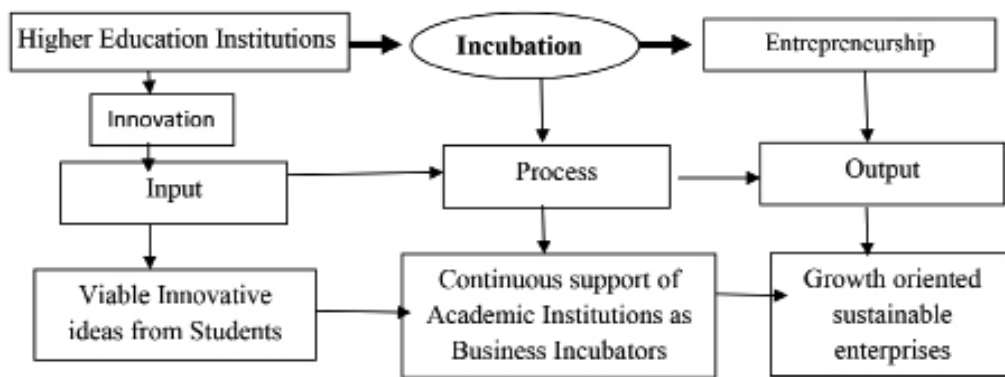 Higher Education Institutions
Incubation
Entrepreneurship
Innovation
Input
Process
Output
Viable Innovative
ideas from Students
Continuous support of
Academic Institutions as
Business Incubators
Growth oriented
sustainable
enterprises